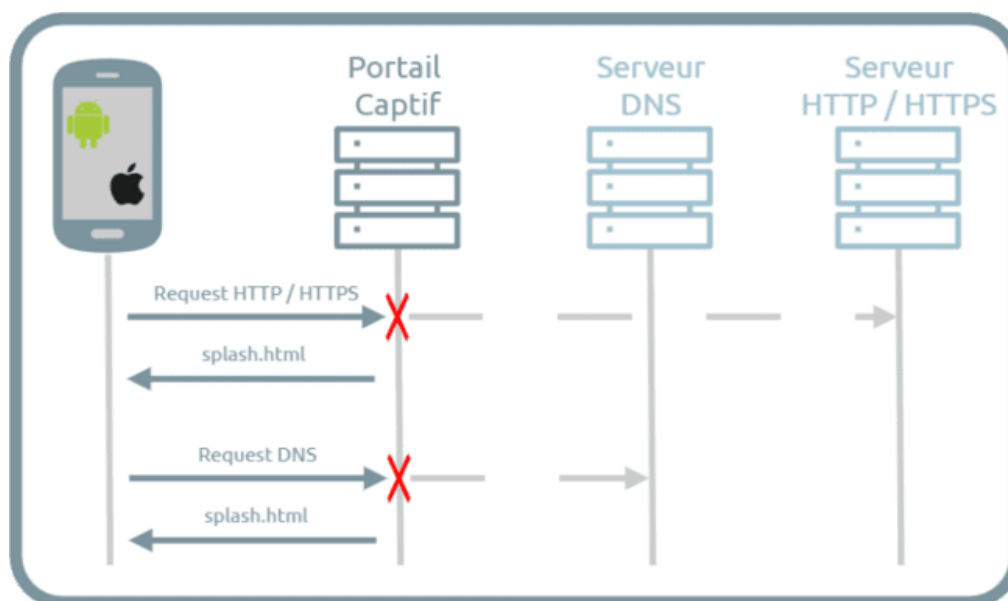 Portail
Captif
Serveur
DNS
Serveur
HTTP / HTTPS
Request HTTP / HTTPS
splash.html
Request DNS
splash.html